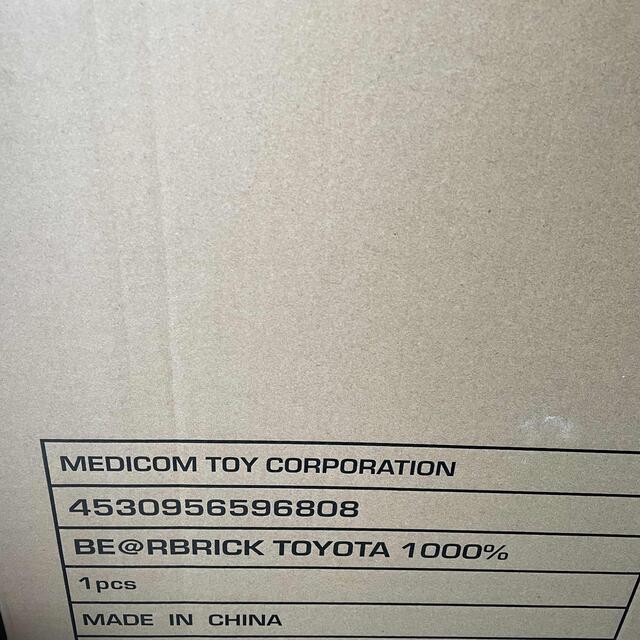 MEDICOM TOY CORPORATION
4530956596808
BE@RBRICK TOYOTA 1000%
1pcs
MADE IN CHINA